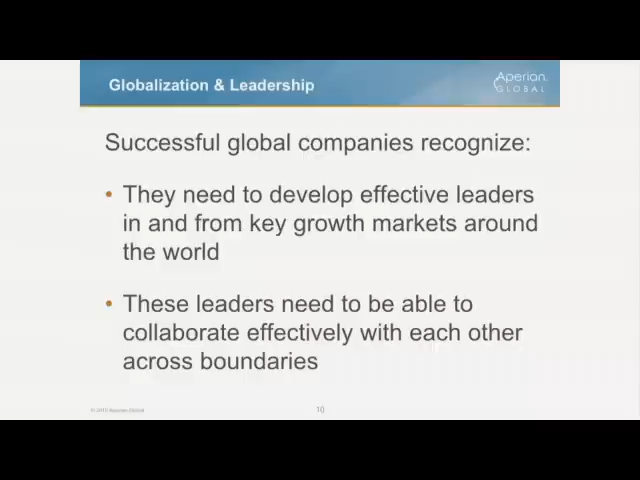 Globalization & Leadership
Aperian
GLOBAL
Successful global companies recognize:
• They need to develop effective leaders
in and from key growth markets around
the world
• These leaders need to be able to
collaborate effectively with each other
across boundaries
Aperian Global
10